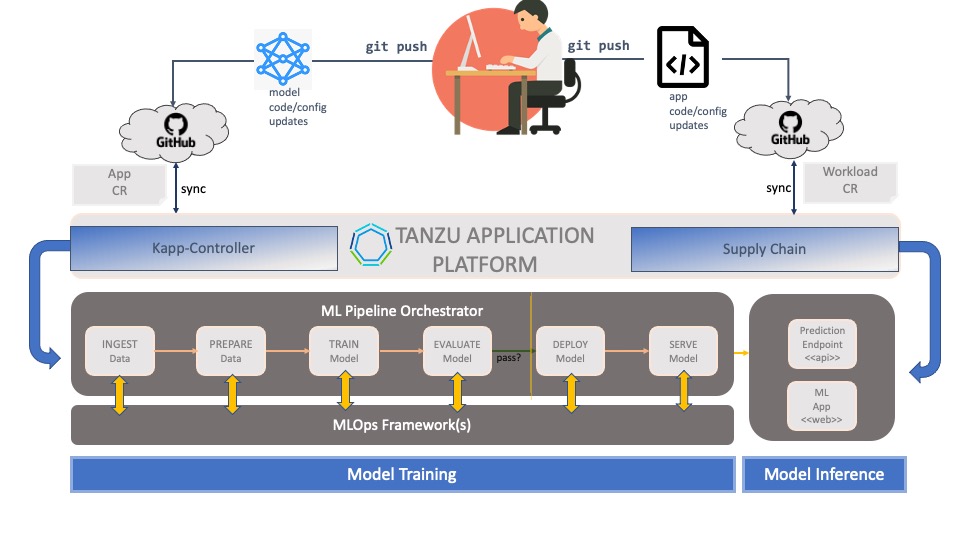 git push
git push
model
code/config
updates
app
code/config
updates
GitHub
GitHub
App
CR
sync
sync
Workload
CR
Kapp-Controller
TANZU APPLICATION
PLATFORM
Supply Chain
ML Pipeline Orchestrator
INGEST
Data
PREPARE
Data
TRAIN
Model
EVALUATE
Model
pass?
DEPLOY
Model
SERVE
Model
Prediction
Endpoint
<<api>>
ML
App
<<web>>
MLOps Framework(s)
Model Training
Model Inference